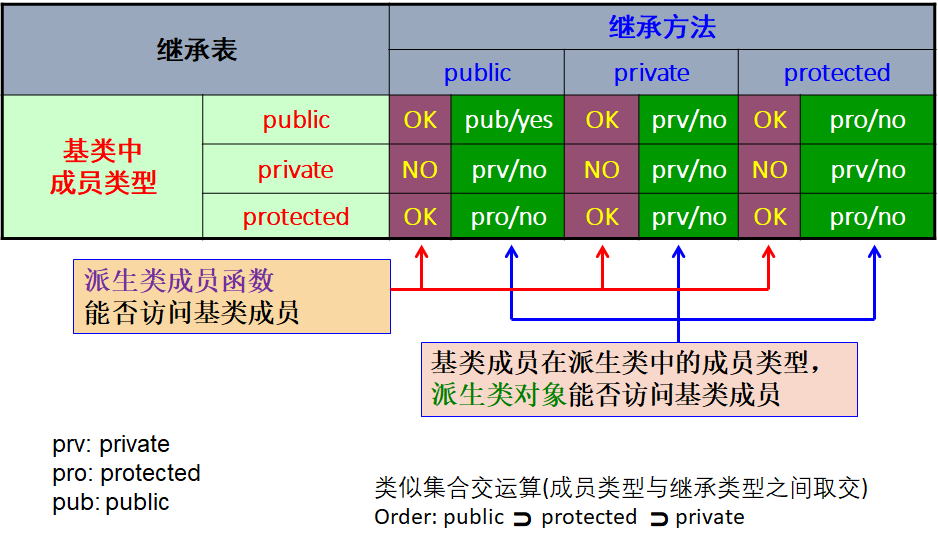 继承表
继承方法
public private protected
基类中
成员类型
public OK pub/yes OK prv/no OK pro/no
private NO prv/no NO prv/no NO prv/no
protected OK pro/no OK prv/no OK pro/no
派生类成员函数
能否访问基类成员
基类成员在派生类中的成员类型，
派生类对象能否访问基类成员
prv: private
pro: protected
pub: public
类似集合交运算(成员类型与继承类型之间取交)
Order: public ⊃ protected ⊃ private